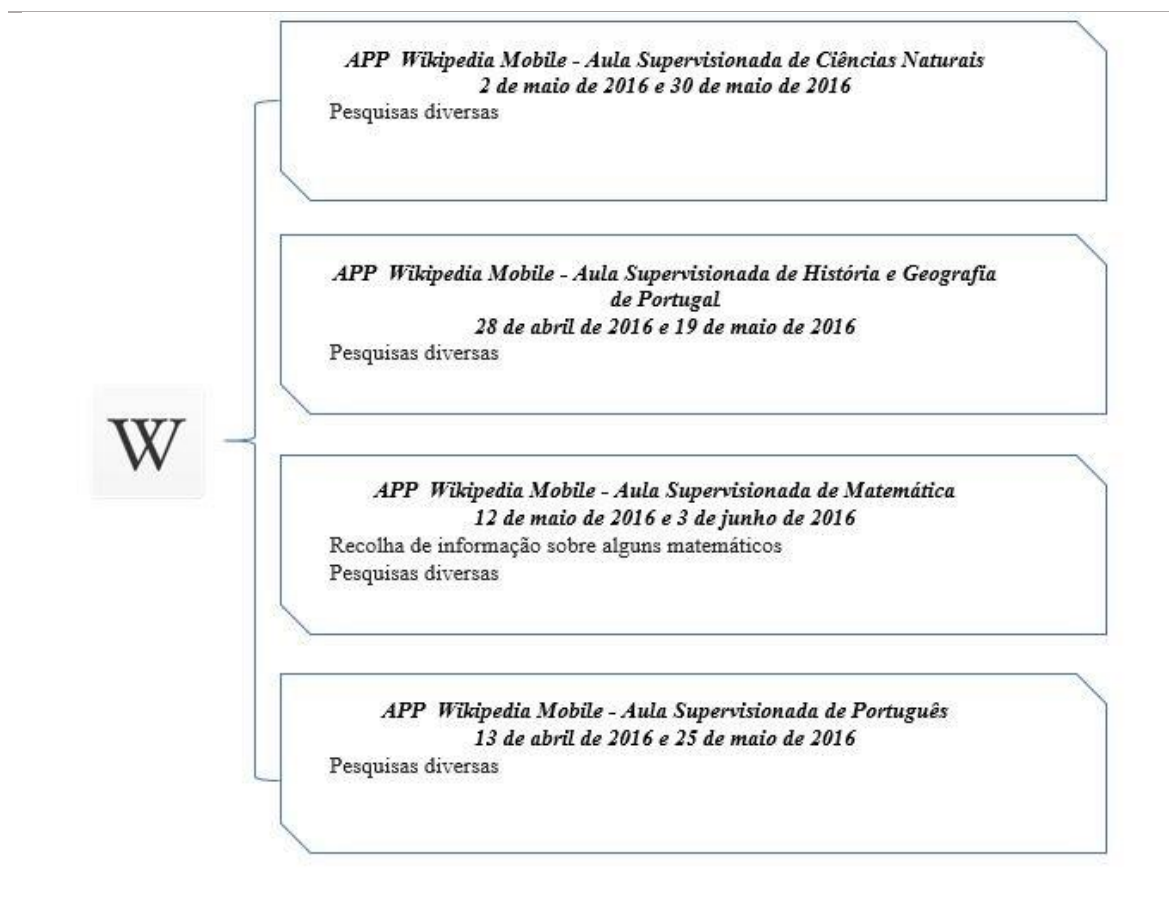 APP Wikipedia Mobile - Aula Supervisionada de Ciências Naturais
2 de maio de 2016 e 30 de maio de 2016
Pesquisas diversas
APP Wikipedia Mobile - Aula Supervisionada de História e Geografia
de Portugal
28 de abril de 2016 e 19 de maio de 2016
Pesquisas diversas
W
APP Wikipedia Mobile - Aula Supervisionada de Matemática
12 de maio de 2016 e 3 de junho de 2016
Recolha de informação sobre alguns matemáticos
Pesquisas diversas
APP Wikipedia Mobile - Aula Supervisionada de Português
13 de abril de 2016 e 25 de maio de 2016
Pesquisas diversas